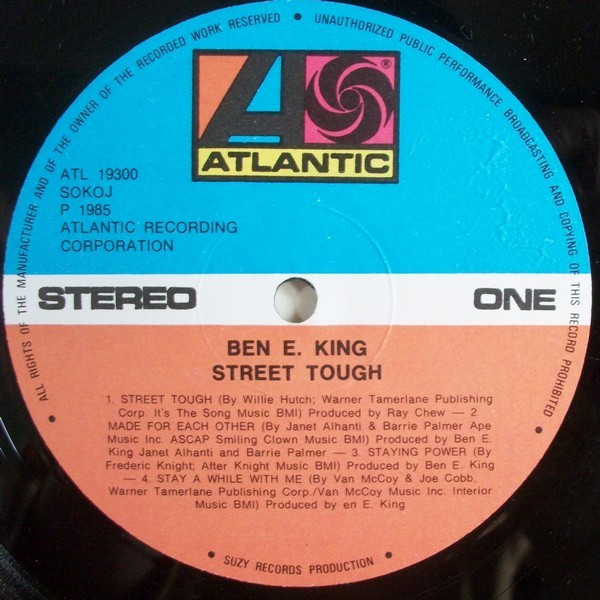 ALL RIGHTS OF THE MANUFACTURER AND OF THE OWNER OF THE RECORDED WORK RESERVED • UNAUTHORIZED PUBLIC PERFORMANCE BROADCASTING AND COPYING OF THIS RECORD PROHIBITED •
ATLANTIC
®
ATL 19300
SOKOJ
P 1985
ATLANTIC RECORDING
CORPORATION
STEREO
ONE
BEN E. KING
STREET TOUGH
1. STREET TOUGH (By Willie Hutch; Warner Tamerlane Publishing
Corp. It's The Song Music BMI) Produced by Ray Chew — 2.
MADE FOR EACH OTHER (By Janet Alhanti & Barrie Palmer Ape
Music Inc. ASCAP Smiling Clown Music BMI) Produced by Ben E.
King Janet Alhanti and Barrie Palmer — 3. STAYING POWER (By
Frederic Knight; After Knight Music BMI) Produced by Ben E. King
— 4. STAY A WHILE WITH ME (By Van McCoy & Joe Cobb.
Warner Tamerlane Publishing Corp./Van McCoy Music Inc. Interior
Music BMI) Produced by en E. King
• SUZY RECORDS PRODUCTION •